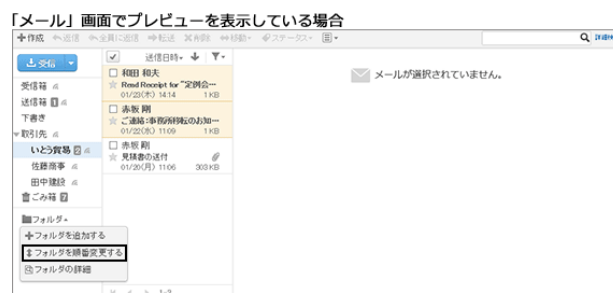 「メール」画面でプレビューを表示している場合
作成 返信 全員に返信 転送 削除 移動 ステータス
詳細検
受信
送信日時
受信箱
送信箱 1
下書き
取引先
いとう貿易 2
佐藤商事
田中建設
ごみ箱 7
フォルダ
フォルダを追加する
フォルダを順番変更する
フォルダの詳細
和田 和夫
Read Receipt for "定例会…
01/23(木) 14:14 1 KB
赤坂 剛
ご連絡:事務所移転のお知…
01/22(水) 11:09 1 KB
赤坂 剛
見積書の送付
01/20(月) 11:06 303 KB
1-3
メールが選択されていません。